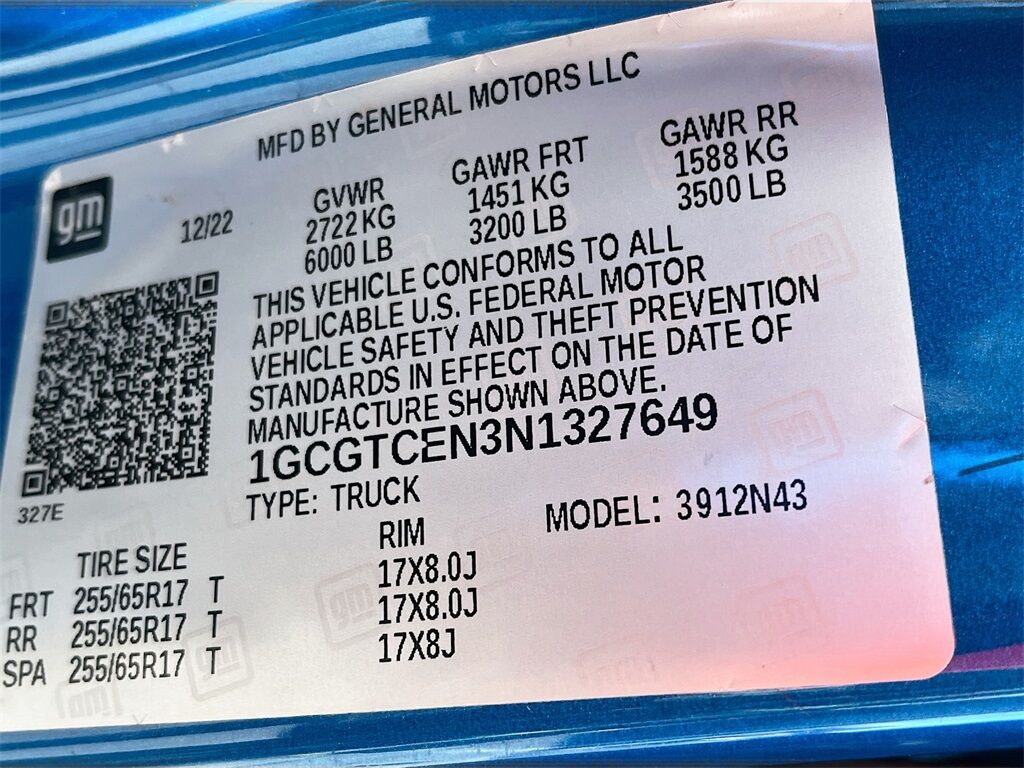 MFD BY GENERAL MOTORS LLC
gm
12/22
GVWR
2722 KG
6000 LB
GAWR FRT
1451 KG
3200 LB
GAWR RR
1588 KG
3500 LB
THIS VEHICLE CONFORMS TO ALL
APPLICABLE U.S. FEDERAL MOTOR
VEHICLE SAFETY AND THEFT PREVENTION
STANDARDS IN EFFECT ON THE DATE OF
MANUFACTURE SHOWN ABOVE.
1GCGTCEN3N1327649
327E
TYPE: TRUCK
MODEL: 3912N43
TIRE SIZE RIM
FRT 255/65R17 T 17X8.0J
RR 255/65R17 T 17X8.0J
SPA 255/65R17 T 17X8J